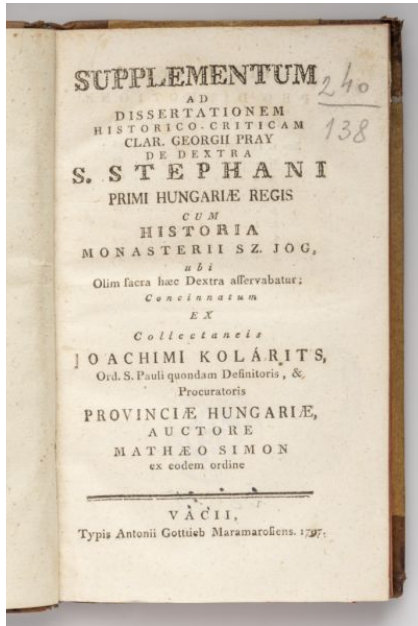 SUPPLEMENTUM
AD
DISSERTATIONEM
HISTORICO-CRITICAM
CLAR. GEORGII PRAY
DE DEXTRA
S. STEPHANI
PRIMI HUNGARIÆ REGIS
CUM
HISTORIA
MONASTERII SZ. JOG,
ubi
Olim sacra hæc Dextra asservabatur;
Concinnatum
EX
Collectaneis
JOACHIMI KOLÁRITS,
Ord. S. Pauli quondam Definitoris, &
Procuratoris
PROVINCIÆ HUNGARIÆ,
AUCTORE
MATHÆO SIMON
ex eodem ordine
VÁCII,
Typis Antonii Gottlieb Maramarosiens. 1797.
240
138